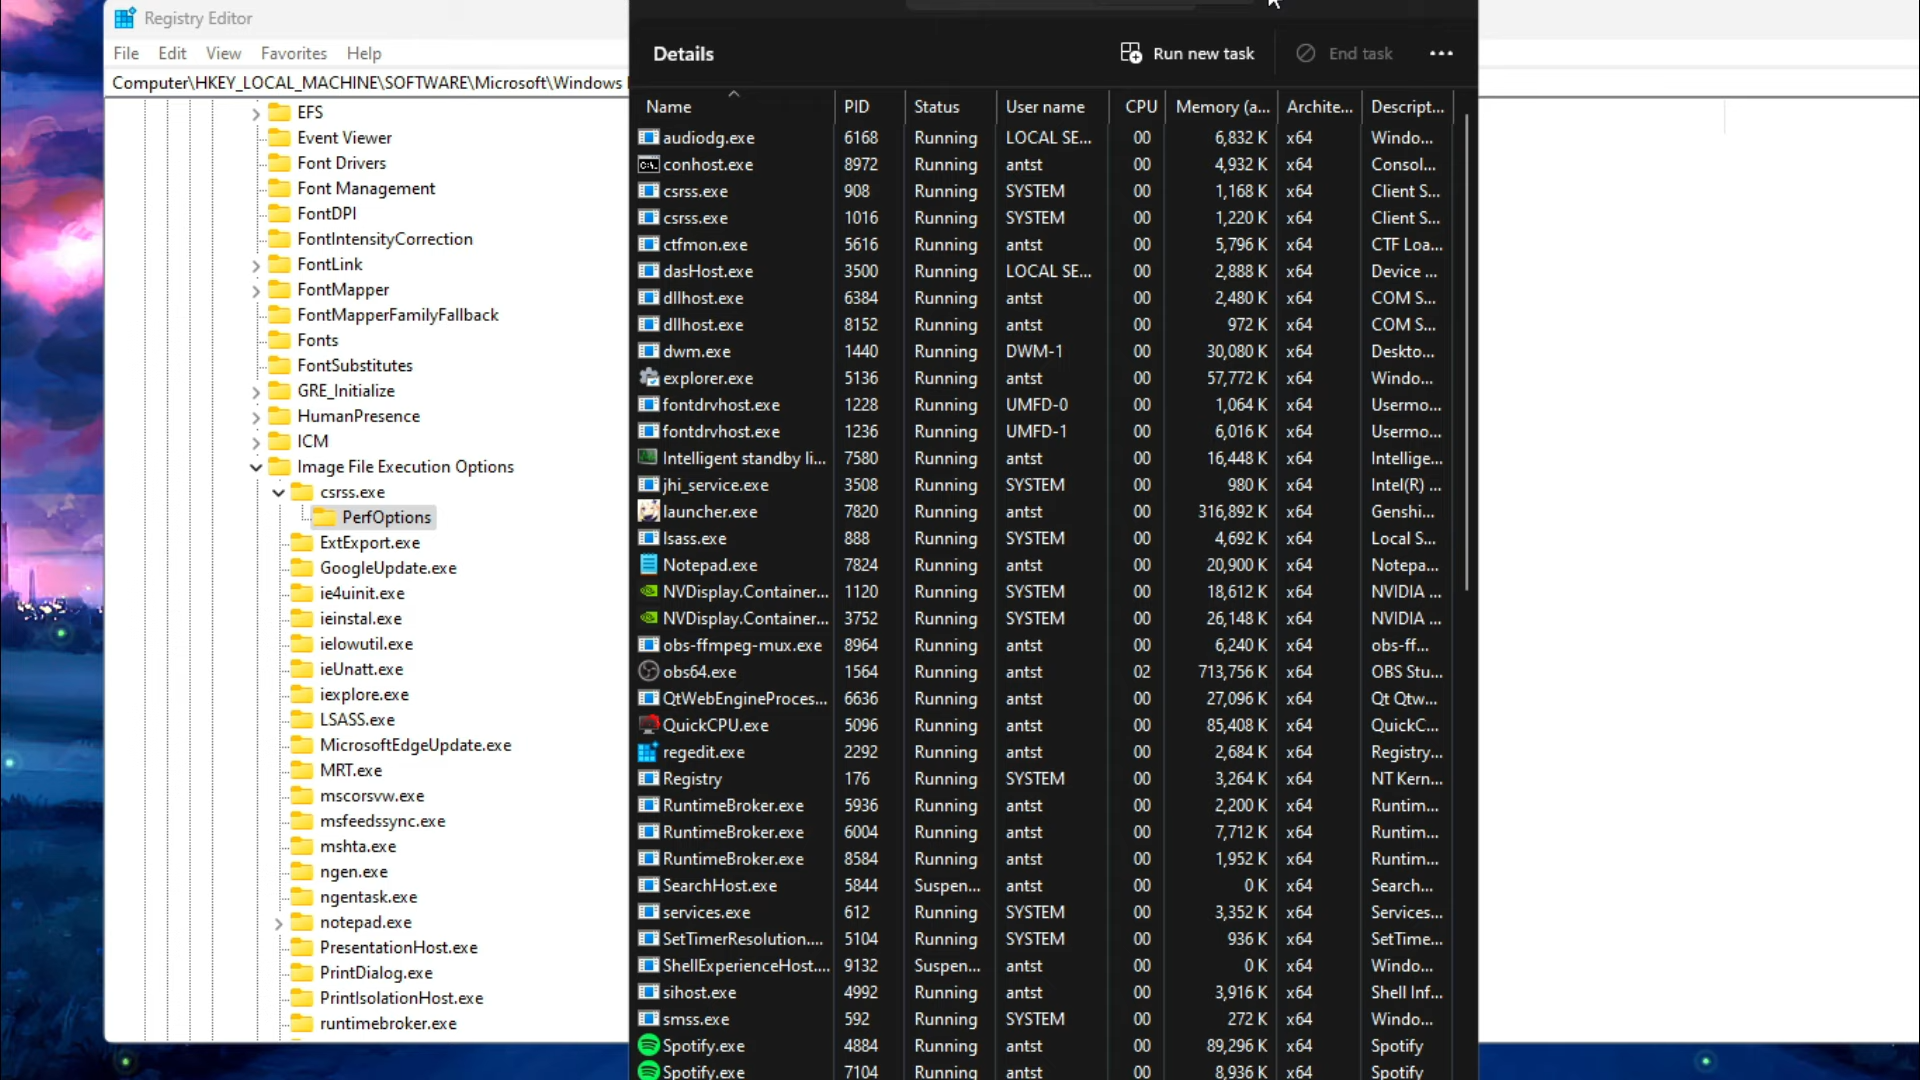 Registry Editor
File Edit View Favorites Help
Computer\HKEY_LOCAL_MACHINE\SOFTWARE\Microsoft\Windows
EFS
Event Viewer
Font Drivers
Font Management
FontDPI
FontIntensityCorrection
FontLink
FontMapper
FontMapperFamilyFallback
Fonts
FontSubstitutes
GRE_Initialize
HumanPresence
ICM
Image File Execution Options
csrss.exe
PerfOptions
ExtExport.exe
GoogleUpdate.exe
ie4uinit.exe
ieinstal.exe
ielowutil.exe
ieUnatt.exe
iexplore.exe
LSASS.exe
MicrosoftEdgeUpdate.exe
MRT.exe
mscorsvw.exe
msfeedssync.exe
mshta.exe
ngen.exe
ngentask.exe
notepad.exe
PresentationHost.exe
PrintDialog.exe
PrintIsolationHost.exe
runtimebroker.exe
Details Run new task End task
Name PID Status User name CPU Memory (a... Archite... Descript...
audiodg.exe 6168 Running LOCAL SE... 00 6,832 K x64 Windo...
conhost.exe 8972 Running antst 00 4,932 K x64 Consol...
csrss.exe 908 Running SYSTEM 00 1,168 K x64 Client S...
csrss.exe 1016 Running SYSTEM 00 1,220 K x64 Client S...
ctfmon.exe 5616 Running antst 00 5,796 K x64 CTF Loa...
dasHost.exe 3500 Running LOCAL SE... 00 2,888 K x64 Device ...
dllhost.exe 6384 Running antst 00 2,480 K x64 COM S...
dllhost.exe 8152 Running antst 00 972 K x64 COM S...
dwm.exe 1440 Running DWM-1 00 30,080 K x64 Deskto...
explorer.exe 5136 Running antst 00 57,772 K x64 Windo...
fontdrvhost.exe 1228 Running UMFD-0 00 1,064 K x64 Usermo...
fontdrvhost.exe 1236 Running UMFD-1 00 6,016 K x64 Usermo...
Intelligent standby li... 7580 Running antst 00 16,448 K x64 Intellige...
jhi_service.exe 3508 Running SYSTEM 00 980 K x64 Intel(R) ...
launcher.exe 7820 Running antst 00 316,892 K x64 Genshi...
lsass.exe 888 Running SYSTEM 00 4,692 K x64 Local S...
Notepad.exe 7824 Running antst 00 20,900 K x64 Notepa...
NVDisplay.Container... 1120 Running SYSTEM 00 18,612 K x64 NVIDIA ...
NVDisplay.Container... 3752 Running SYSTEM 00 26,148 K x64 NVIDIA ...
obs-ffmpeg-mux.exe 8964 Running antst 00 6,240 K x64 obs-ff...
obs64.exe 1564 Running antst 02 713,756 K x64 OBS Stu...
QtWebEngineProces... 6636 Running antst 00 27,096 K x64 Qt Qtw...
QuickCPU.exe 5096 Running antst 00 85,408 K x64 QuickC...
regedit.exe 2292 Running antst 00 2,684 K x64 Registry...
Registry 176 Running SYSTEM 00 3,264 K x64 NT Kern...
RuntimeBroker.exe 5936 Running antst 00 2,200 K x64 Runtim...
RuntimeBroker.exe 6004 Running antst 00 7,712 K x64 Runtim...
RuntimeBroker.exe 8584 Running antst 00 1,952 K x64 Runtim...
SearchHost.exe 5844 Suspen... antst 00 0 K x64 Search...
services.exe 612 Running SYSTEM 00 3,352 K x64 Services...
SetTimerResolution.... 5104 Running SYSTEM 00 936 K x64 SetTime...
ShellExperienceHost.... 9132 Suspen... antst 00 0 K x64 Windo...
sihost.exe 4992 Running antst 00 3,916 K x64 Shell Inf...
smss.exe 592 Running SYSTEM 00 272 K x64 Windo...
Spotify.exe 4884 Running antst 00 89,296 K x64 Spotify
Spotify.exe 7104 Running antst 00 8,936 K x64 Spotify